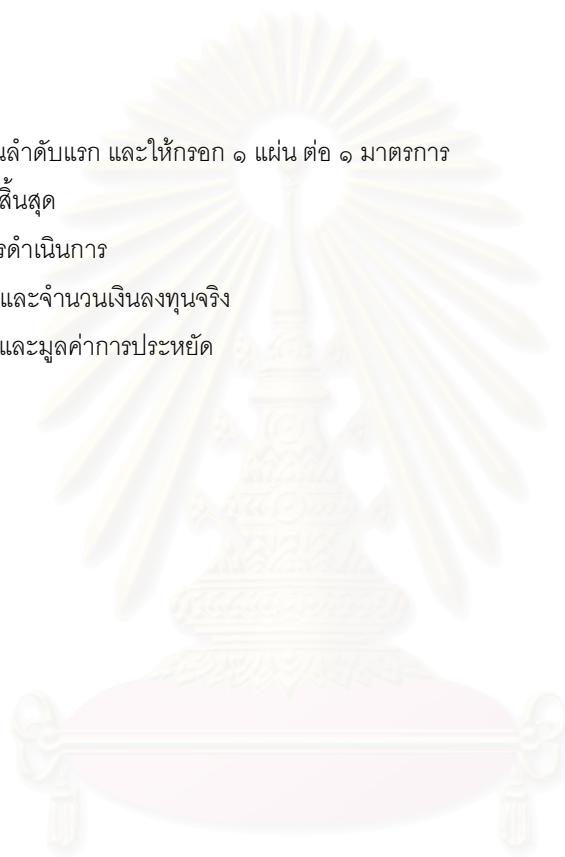 นลำดับแรก และให้กรอก ๑ แผ่น ต่อ ๑ มาตรการ
สิ้นสุด
รดำเนินการ
และจำนวนเงินลงทุนจริง
และมูลค่าการประหยัด